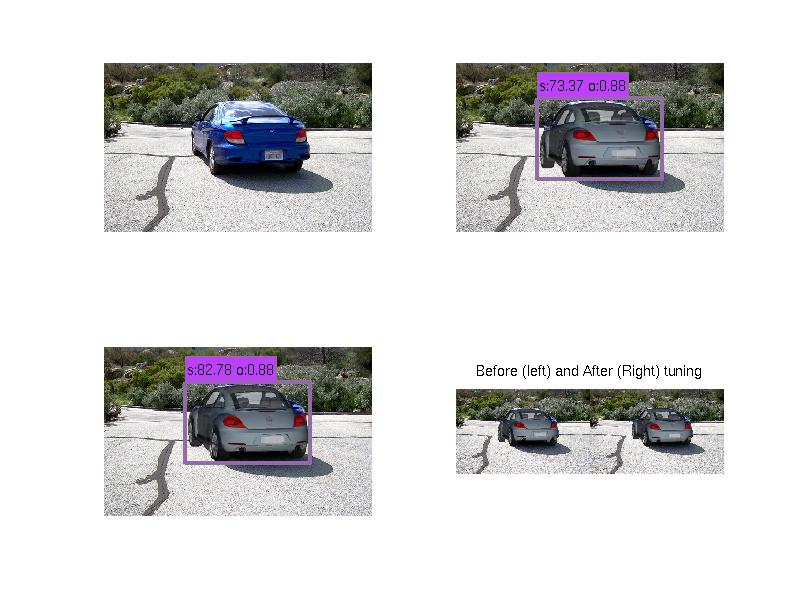 s:73.37 o:0.88
s:82.78 o:0.88
Before (left) and After (Right) tuning